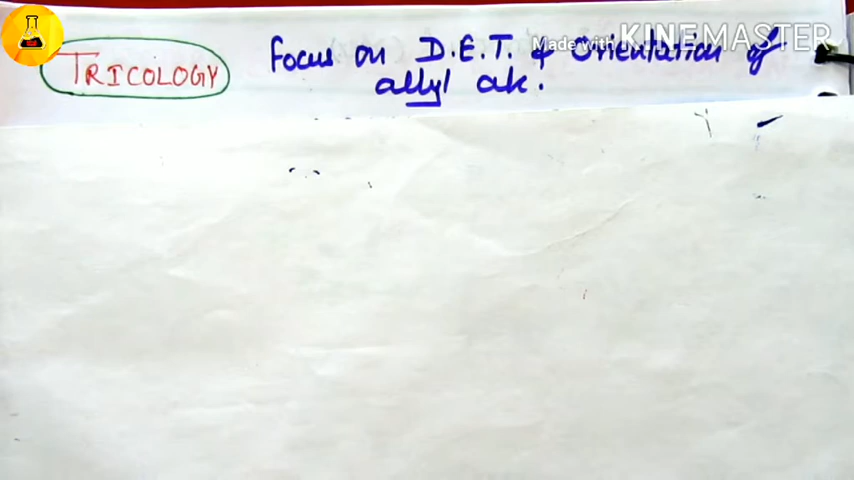 TRICOLOGY
Focus on D.E.T. & Orientation of
allyl alc.
Made with KINEMASTER